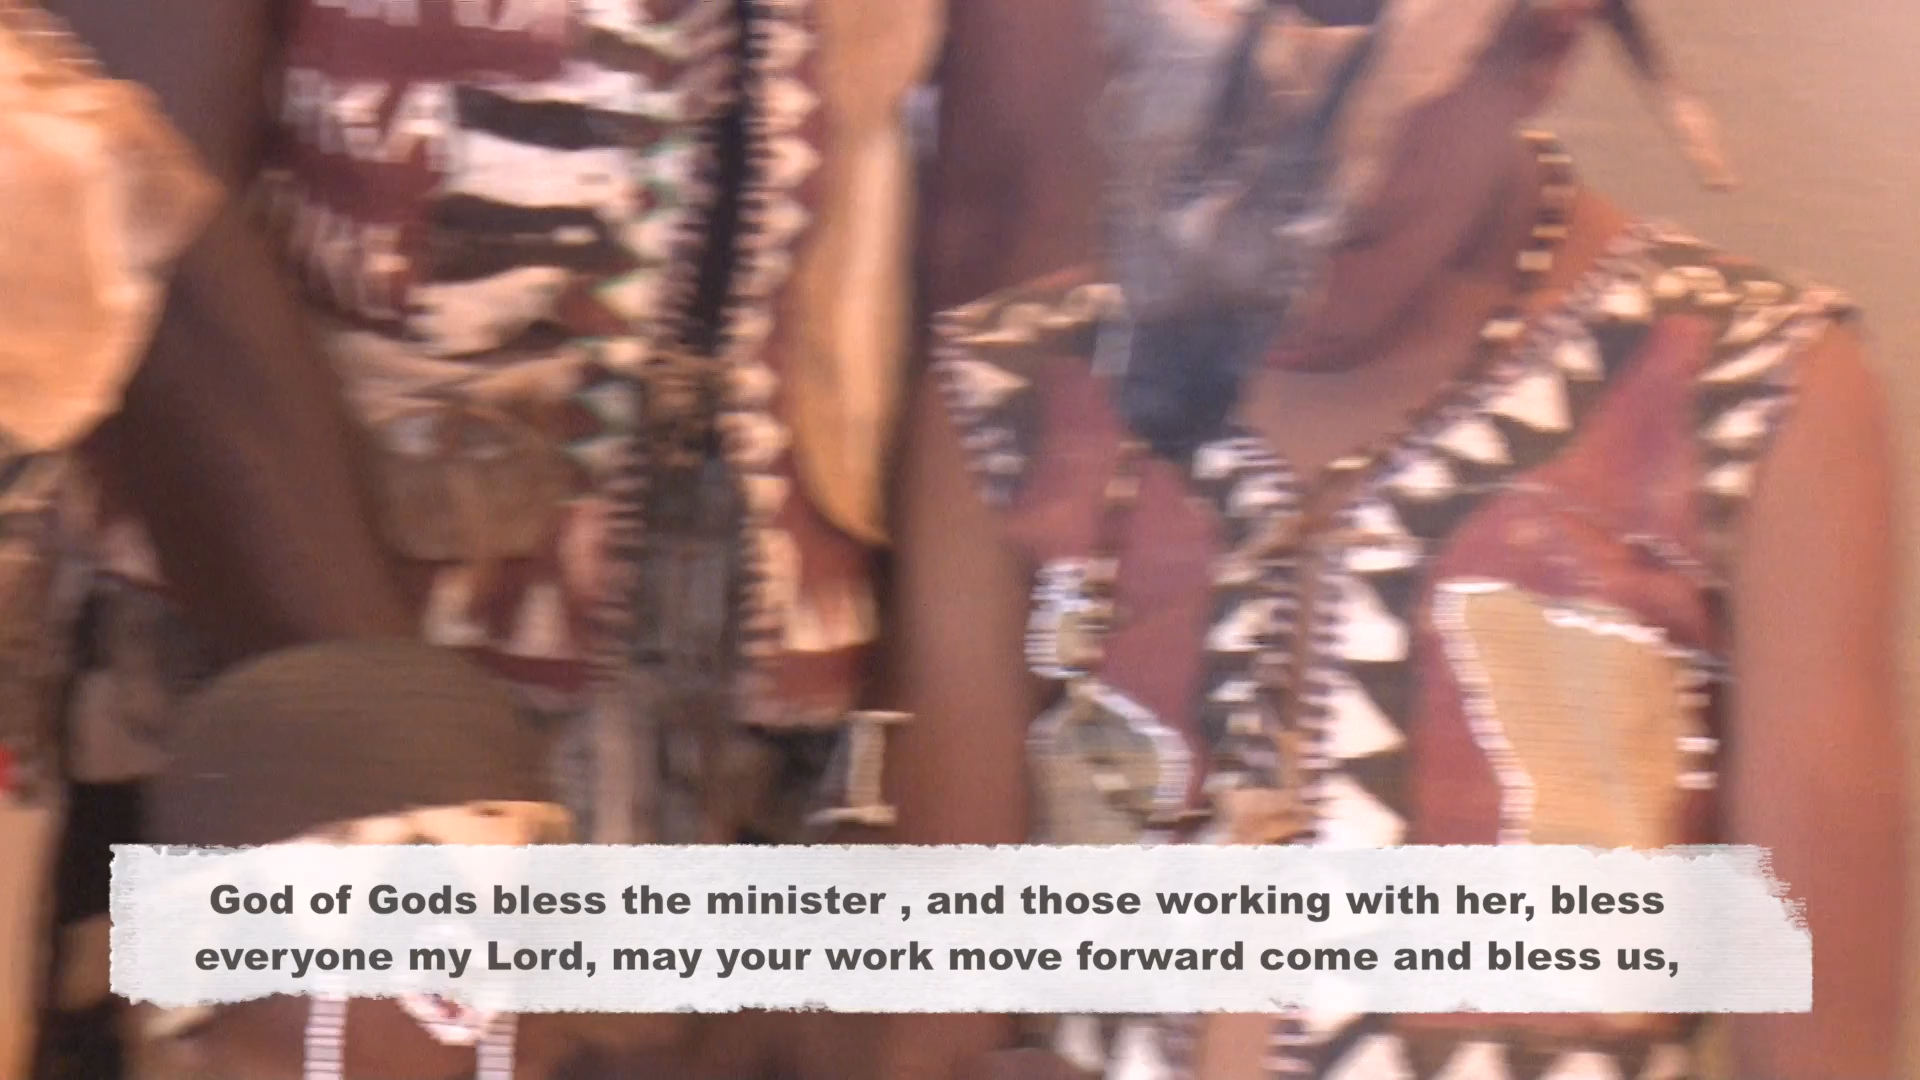 God of Gods bless the minister , and those working with her, bless
everyone my Lord, may your work move forward come and bless us,